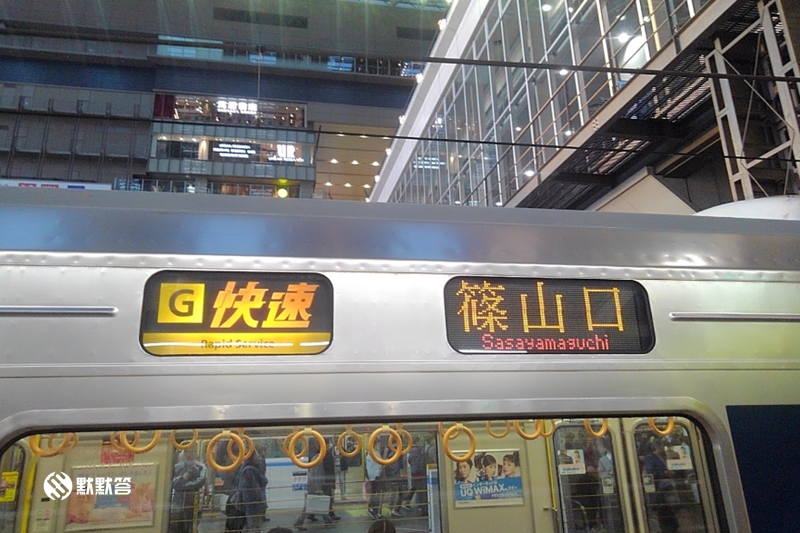 G 快速
Rapid Service
篠山口
Sasayamaguchi
UQ WiMAX
默默答